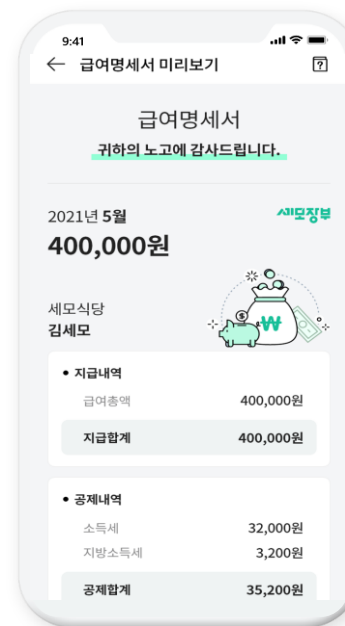 9:41
급여명세서 미리보기
?
급여명세서
귀하의 노고에 감사드립니다.
2021년 5월
세모장부
400,000원
세모식당
김세모
$
₩
• 지급내역
급여총액 400,000원
지급합계 400,000원
• 공제내역
소득세 32,000원
지방소득세 3,200원
공제합계 35,200원